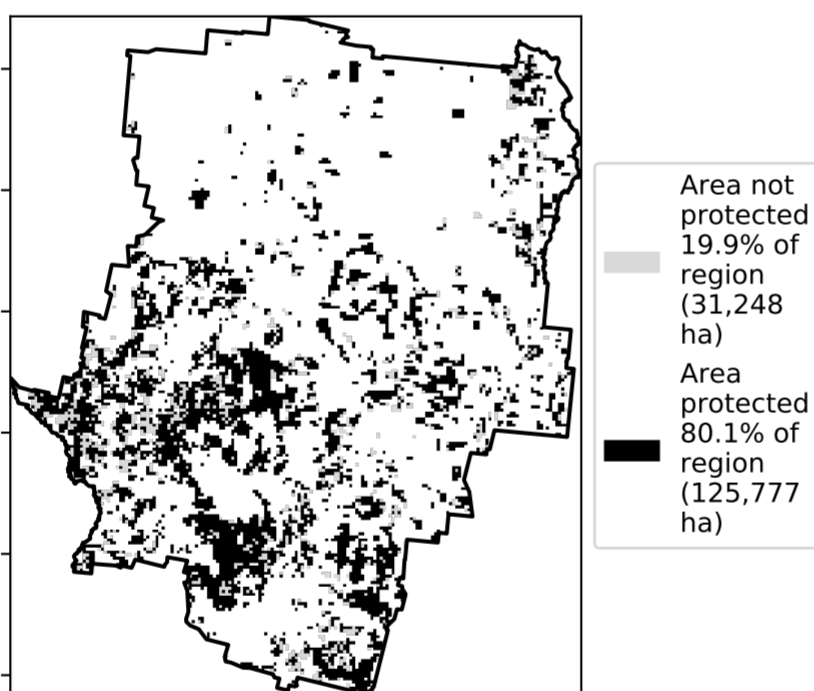 Area not
protected
19.9% of
region
(31,248
ha)
Area
protected
80.1% of
region
(125,777
ha)